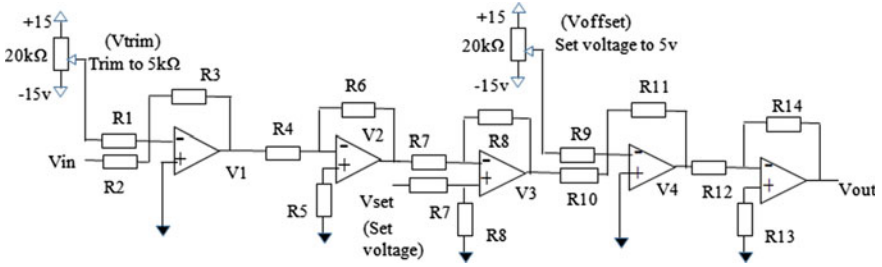 +15
20kΩ
-15v
(Vtrim)
Trim to 5kΩ
R3
R1
Vin
R2
V1
R4
R6
V2
R5
R7
Vset
(Set
voltage)
R7
R8
R8
V3
+15
20kΩ
-15v
(Voffset)
Set voltage to 5v
R9
R10
R11
V4
R12
R14
R13
Vout